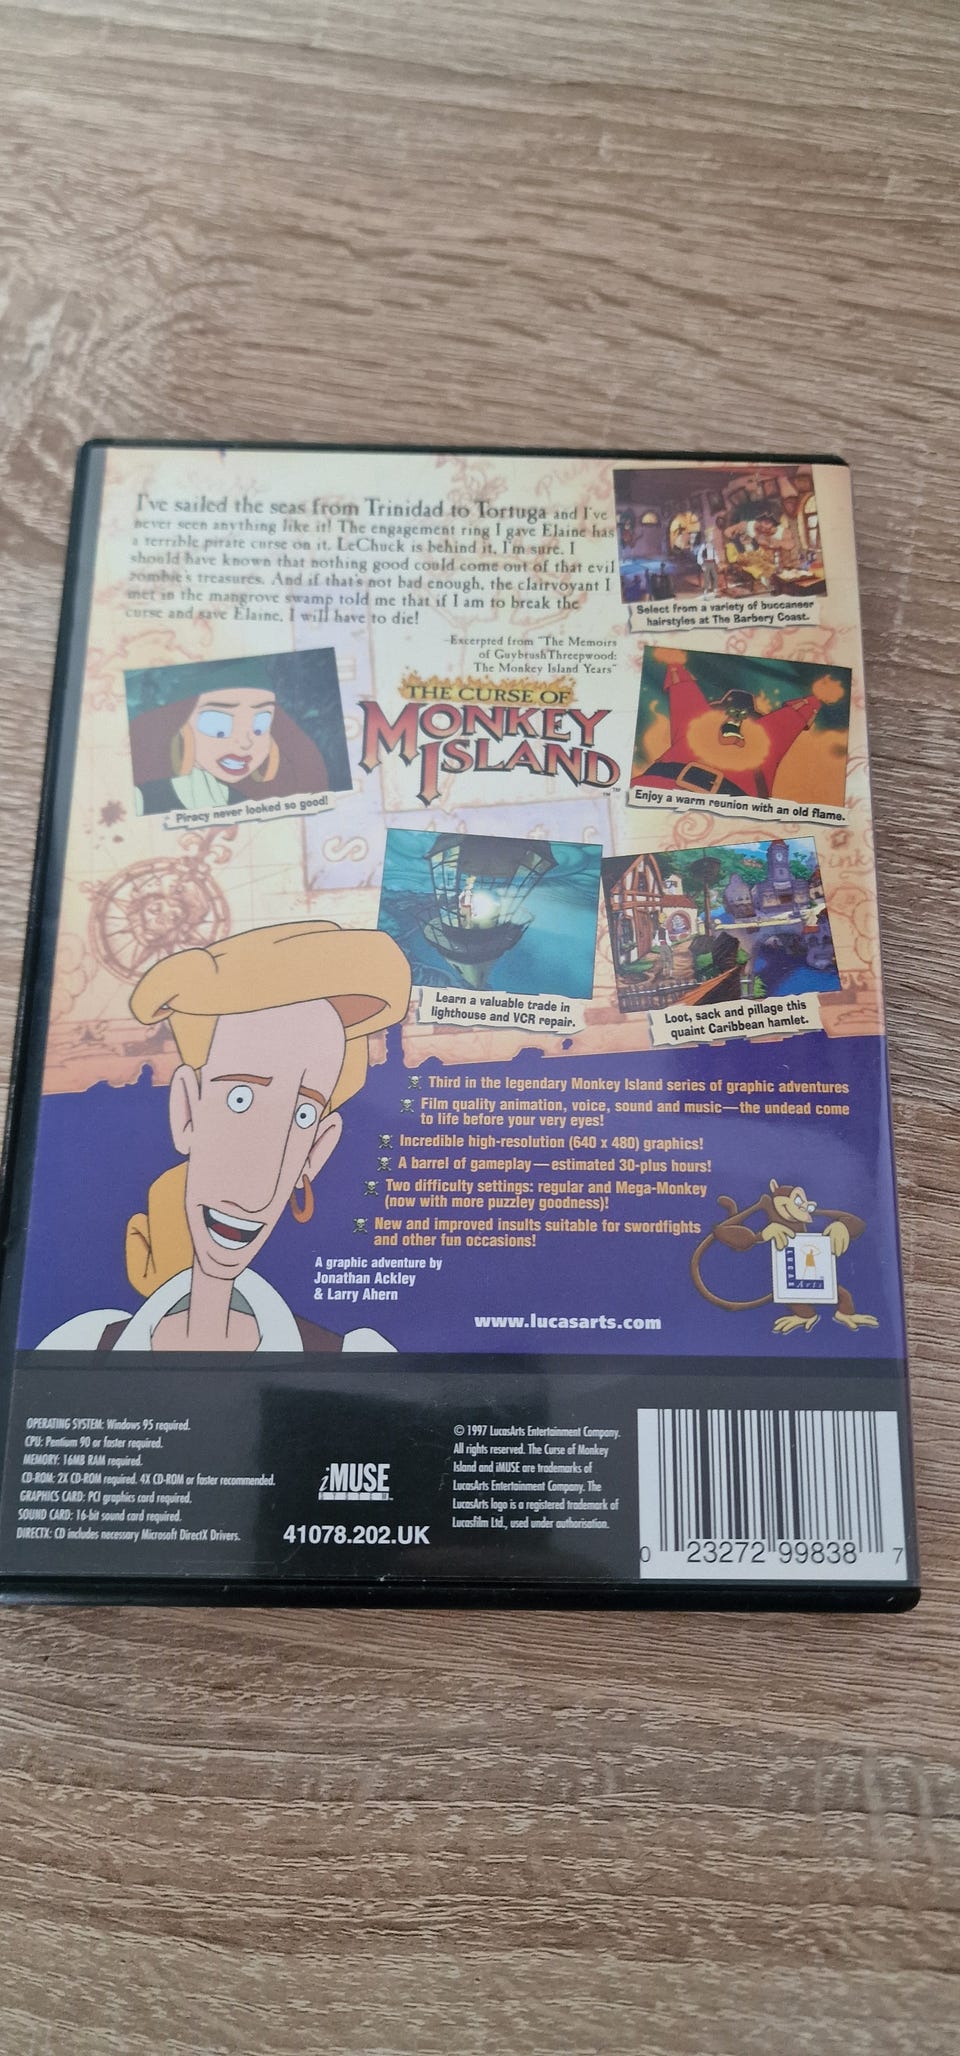 I've sailed the seas from Trinidad to Tortuga and I've
never seen anything like it! The engagement ring I gave Elaine has
a terrible pirate curse on it. LeChuck is behind it, I'm sure. I
should have known that nothing good could come out of that evil
zombie's treasures. And if that's not bad enough, the clairvoyant I
met in the mangrove swamp told me that if I am to break the
curse and save Elaine, I will have to die!
-Excerpted from "The Memoirs
of Guybrush Threepwood:
The Monkey Island Years"
Select from a variety of buccaneer
hairstyles at The Barbery Coast.
THE CURSE OF
MONKEY
ISLAND™
Piracy never looked so good!
Enjoy a warm reunion with an old flame.
Learn a valuable trade in
lighthouse and VCR repair.
Loot, sack and pillage this
quaint Caribbean hamlet.
Third in the legendary Monkey Island series of graphic adventures
Film quality animation, voice, sound and music—the undead come
to life before your very eyes!
Incredible high-resolution (640 x 480) graphics!
A barrel of gameplay—estimated 30-plus hours!
Two difficulty settings: regular and Mega-Monkey
(now with more puzzley goodness)!
New and improved insults suitable for swordfights
and other fun occasions!
A graphic adventure by
Jonathan Ackley
& Larry Ahern
LUCAS
Arts
www.lucasarts.com
OPERATING SYSTEM: Windows 95 required.
CPU: Pentium 90 or faster required.
MEMORY: 16MB RAM required.
CD-ROM: 2X CD-ROM required. 4X CD-ROM or faster recommended.
GRAPHICS CARD: PCI graphics card required.
SOUND CARD: 16-bit sound card required.
DIRECTX: CD includes necessary Microsoft DirectX Drivers.
iMUSE
SYSTEM™
41078.202.UK
© 1997 LucasArts Entertainment Company.
All rights reserved. The Curse of Monkey
Island and iMUSE are trademarks of
LucasArts Entertainment Company. The
LucasArts logo is a registered trademark of
Lucasfilm Ltd., used under authorisation.
0 23272 99838 7